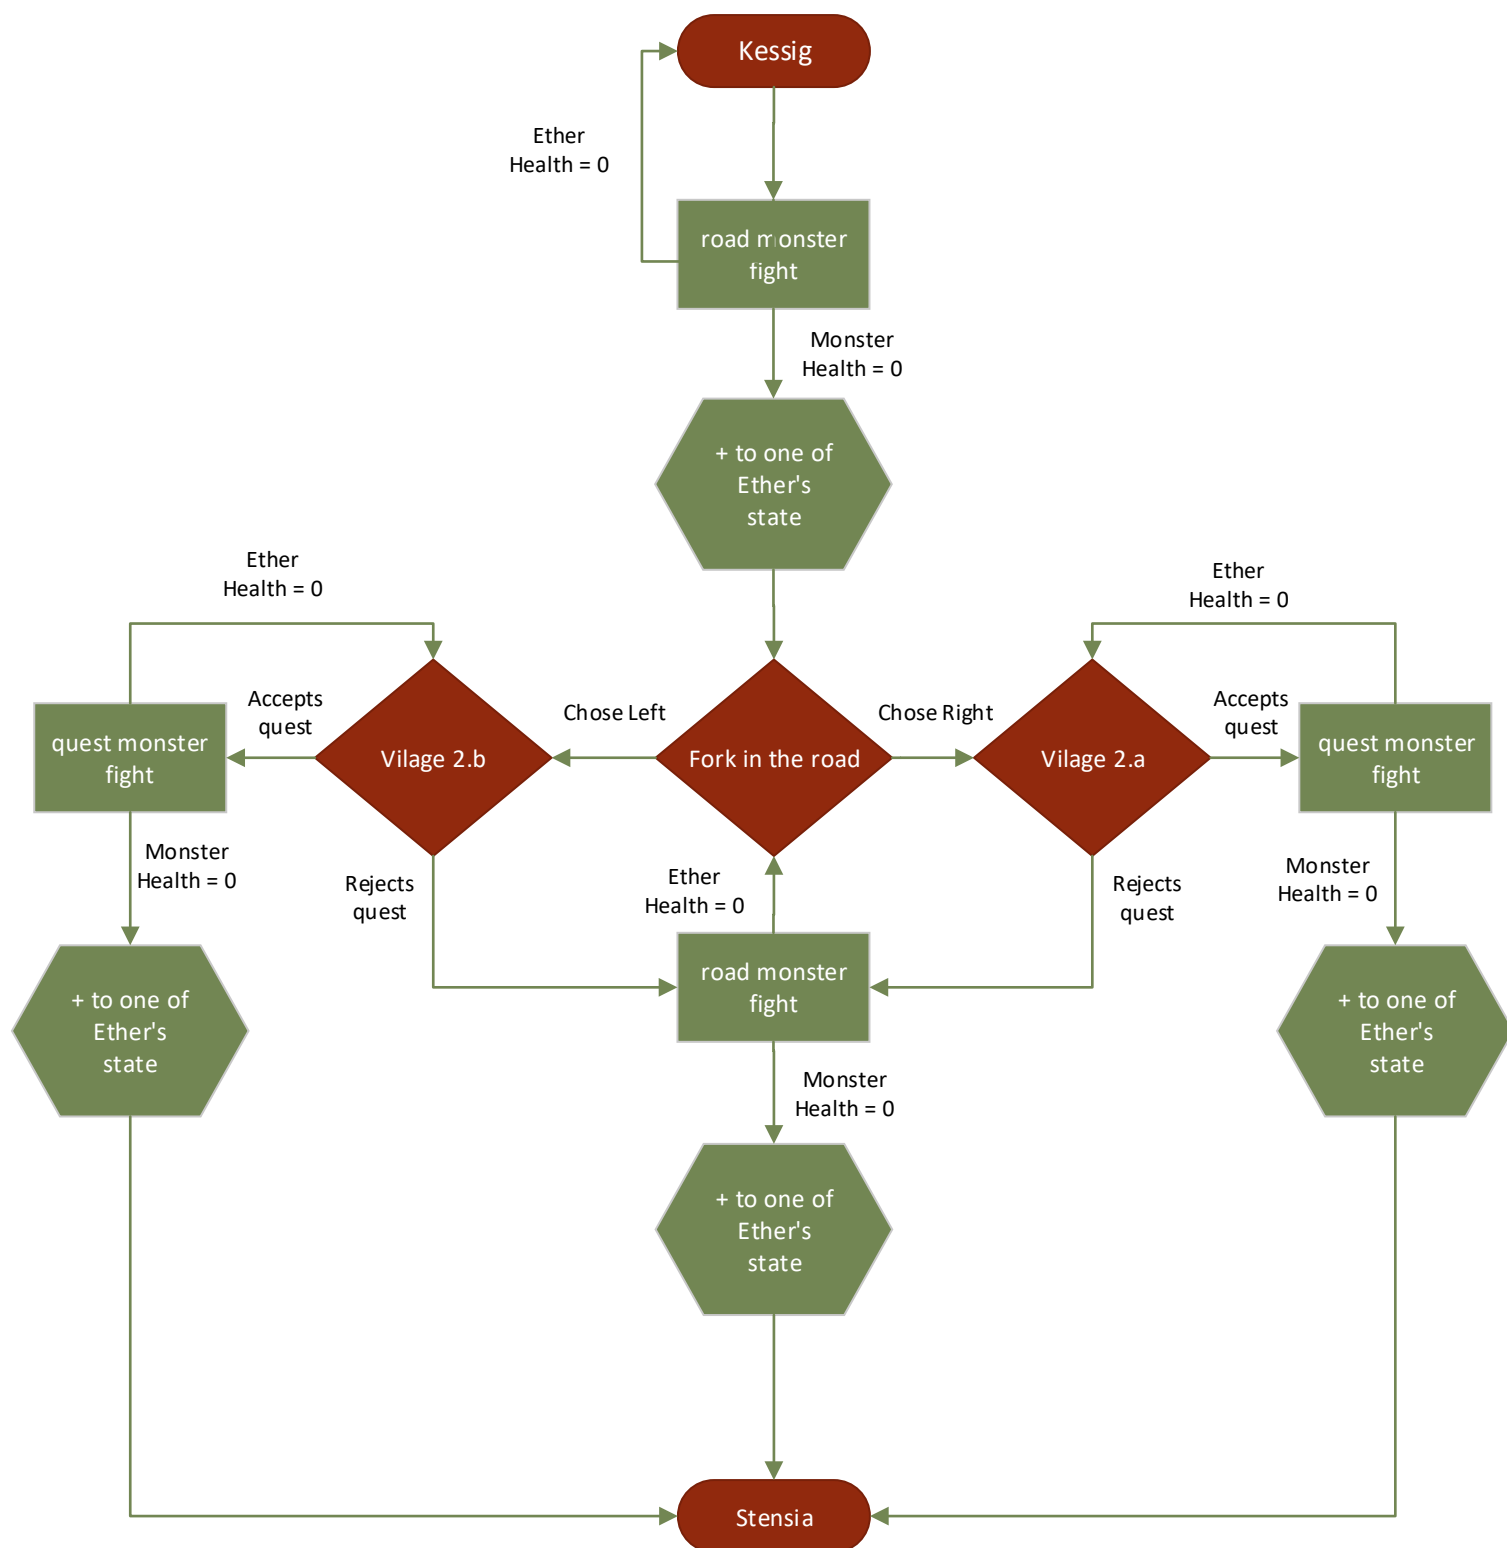 Kessig
Ether
Health = 0
road monster
fight
Monster
Health = 0
+ to one of
Ether's
state
Ether
Health = 0
Ether
Health = 0
quest monster
fight
Accepts
quest
Vilage 2.b
Chose Left
Fork in the road
Chose Right
Vilage 2.a
Accepts
quest
quest monster
fight
Monster
Health = 0
Rejects
quest
Ether
Health = 0
Rejects
quest
Monster
Health = 0
+ to one of
Ether's
state
road monster
fight
+ to one of
Ether's
state
Monster
Health = 0
+ to one of
Ether's
state
Stensia